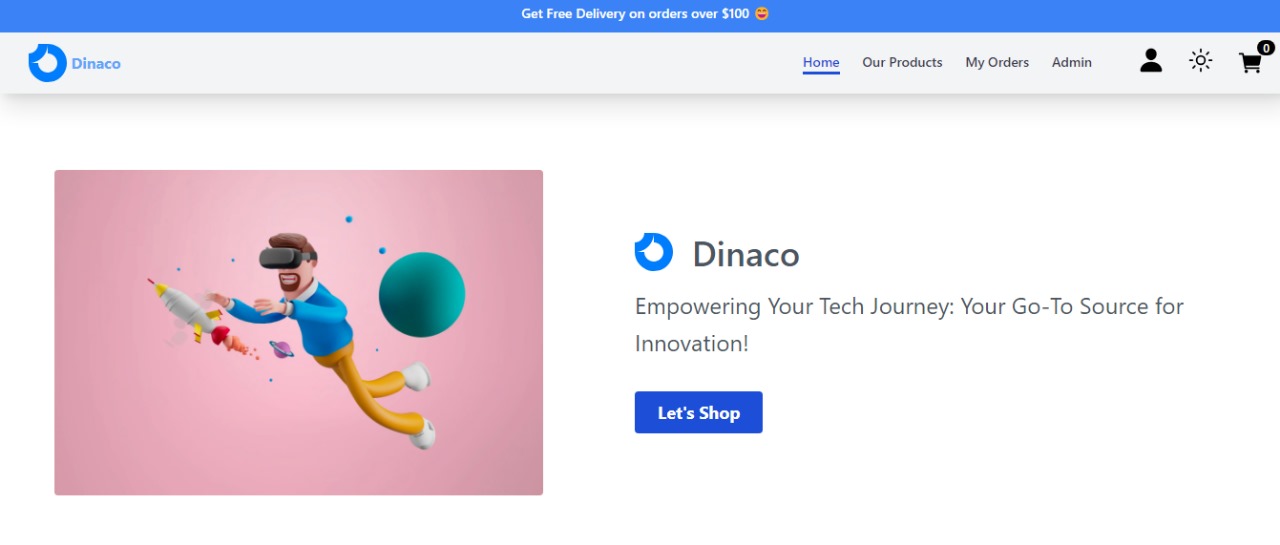 Get Free Delivery on orders over $100 😄
Dinaco
Home Our Products My Orders Admin
0
Dinaco
Empowering Your Tech Journey: Your Go-To Source for
Innovation!
Let's Shop